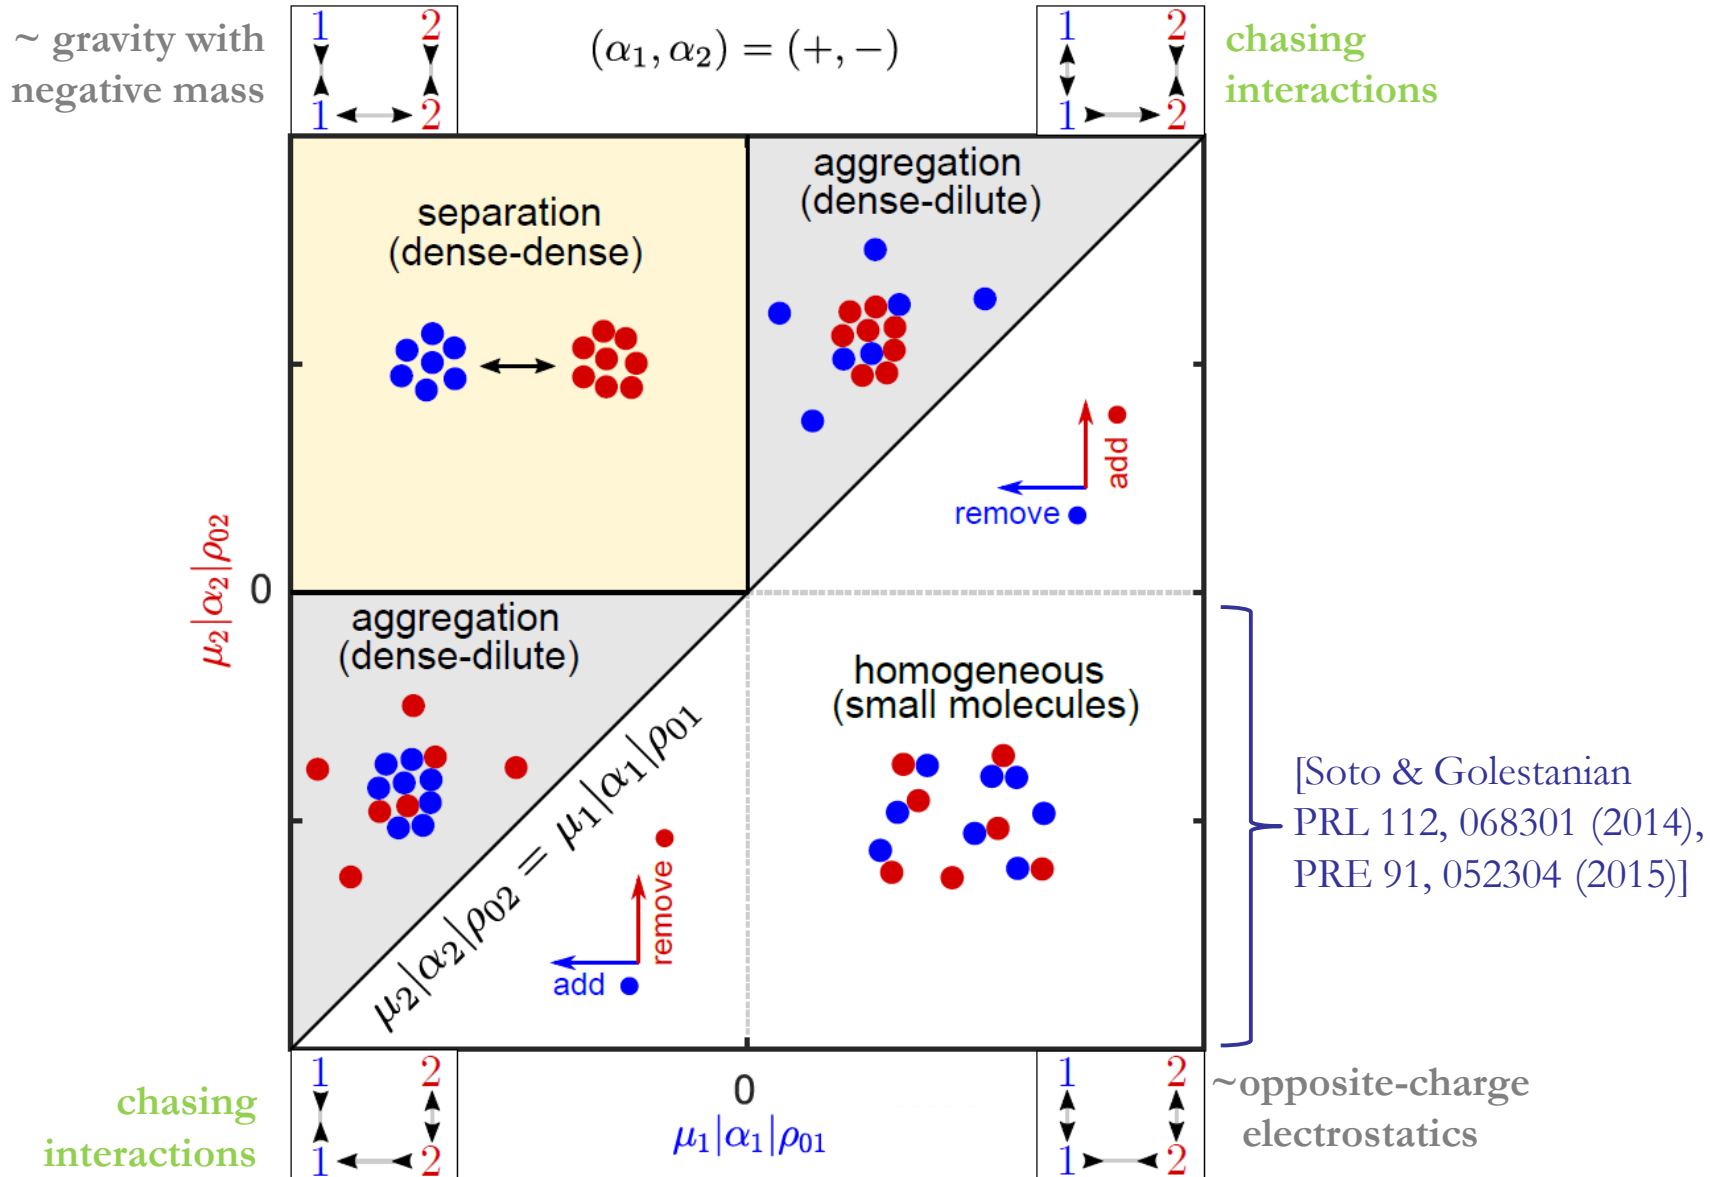 ~ gravity with
negative mass
1 2
1 2
(α₁, α₂) = (+, −)
1 2
1 2
chasing
interactions
separation
(dense-dense)
aggregation
(dense-dilute)
add
remove
μ₂|α₂|ρ₀₂
0
aggregation
(dense-dilute)
homogeneous
(small molecules)
μ₂|α₂|ρ₀₂ = μ₁|α₁|ρ₀₁
remove
add
[Soto & Golestanian
PRL 112, 068301 (2014),
PRE 91, 052304 (2015)]
chasing
interactions
1 2
1 2
0
μ₁|α₁|ρ₀₁
1 2
1 2
~opposite-charge
electrostatics